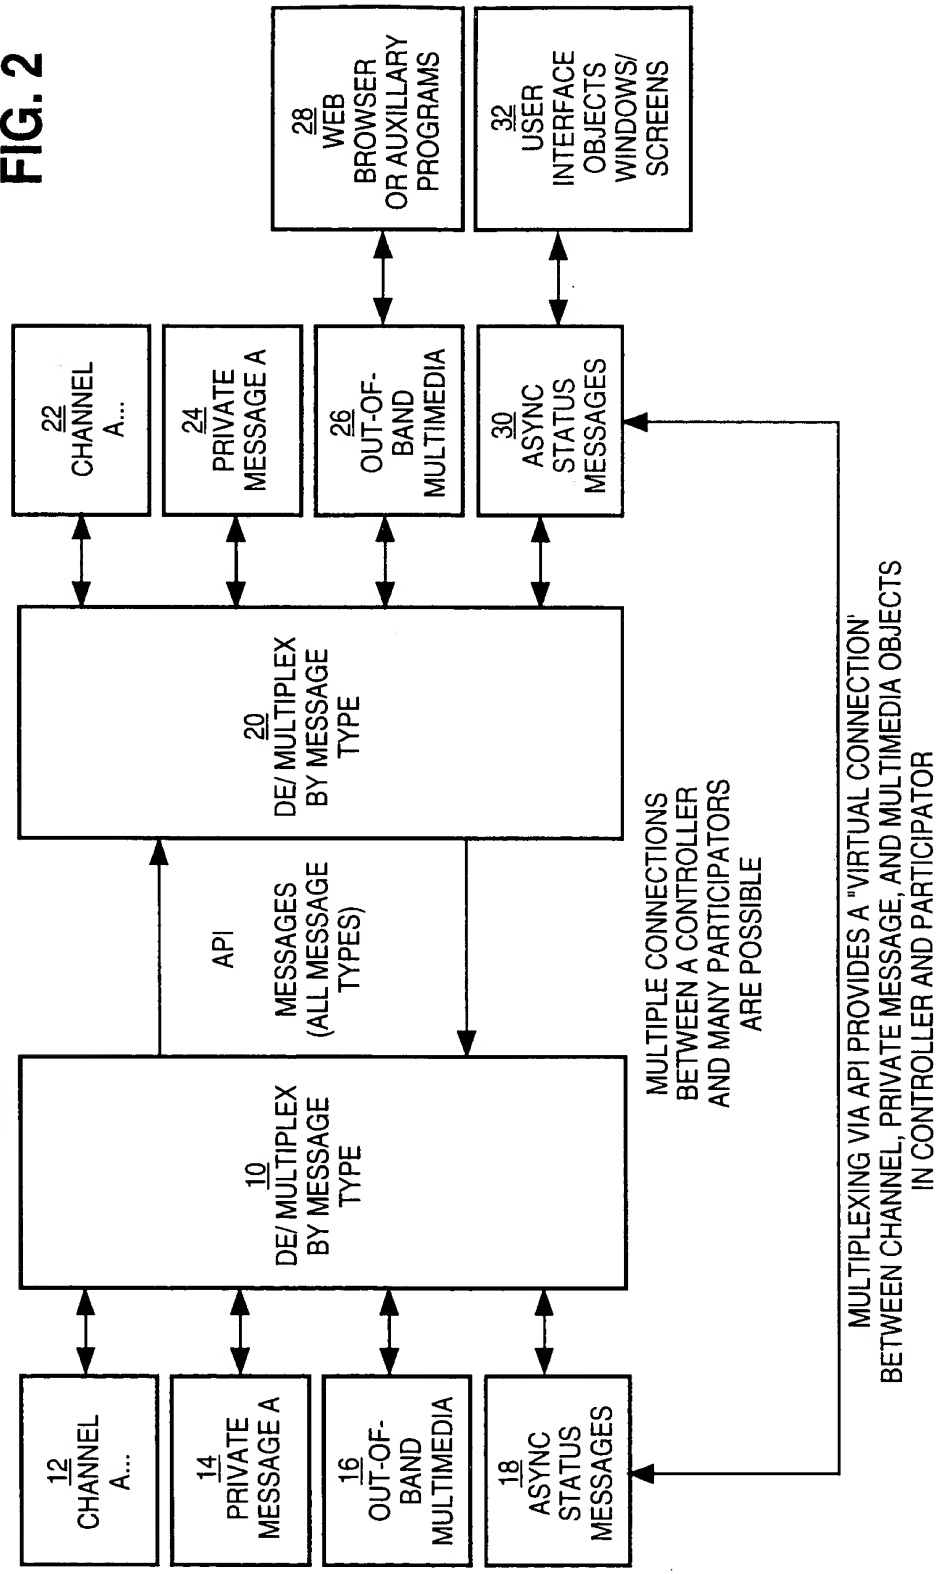 FIG. 2
12
CHANNEL
A...
14
PRIVATE
MESSAGE A
16
OUT-OF-
BAND
MULTIMEDIA
18
ASYNC
STATUS
MESSAGES
10
DE/ MULTIPLEX
BY MESSAGE
TYPE
API
MESSAGES
(ALL MESSAGE
TYPES)
20
DE/ MULTIPLEX
BY MESSAGE
TYPE
22
CHANNEL
A...
24
PRIVATE
MESSAGE A
26
OUT-OF-
BAND
MULTIMEDIA
30
ASYNC
STATUS
MESSAGES
28
WEB
BROWSER
OR AUXILLARY
PROGRAMS
32
USER
INTERFACE
OBJECTS
WINDOWS/
SCREENS
MULTIPLE CONNECTIONS
BETWEEN A CONTROLLER
AND MANY PARTICIPATORS
ARE POSSIBLE
MULTIPLEXING VIA API PROVIDES A "VIRTUAL CONNECTION'
BETWEEN CHANNEL, PRIVATE MESSAGE, AND MULTIMEDIA OBJECTS
IN CONTROLLER AND PARTICIPATOR